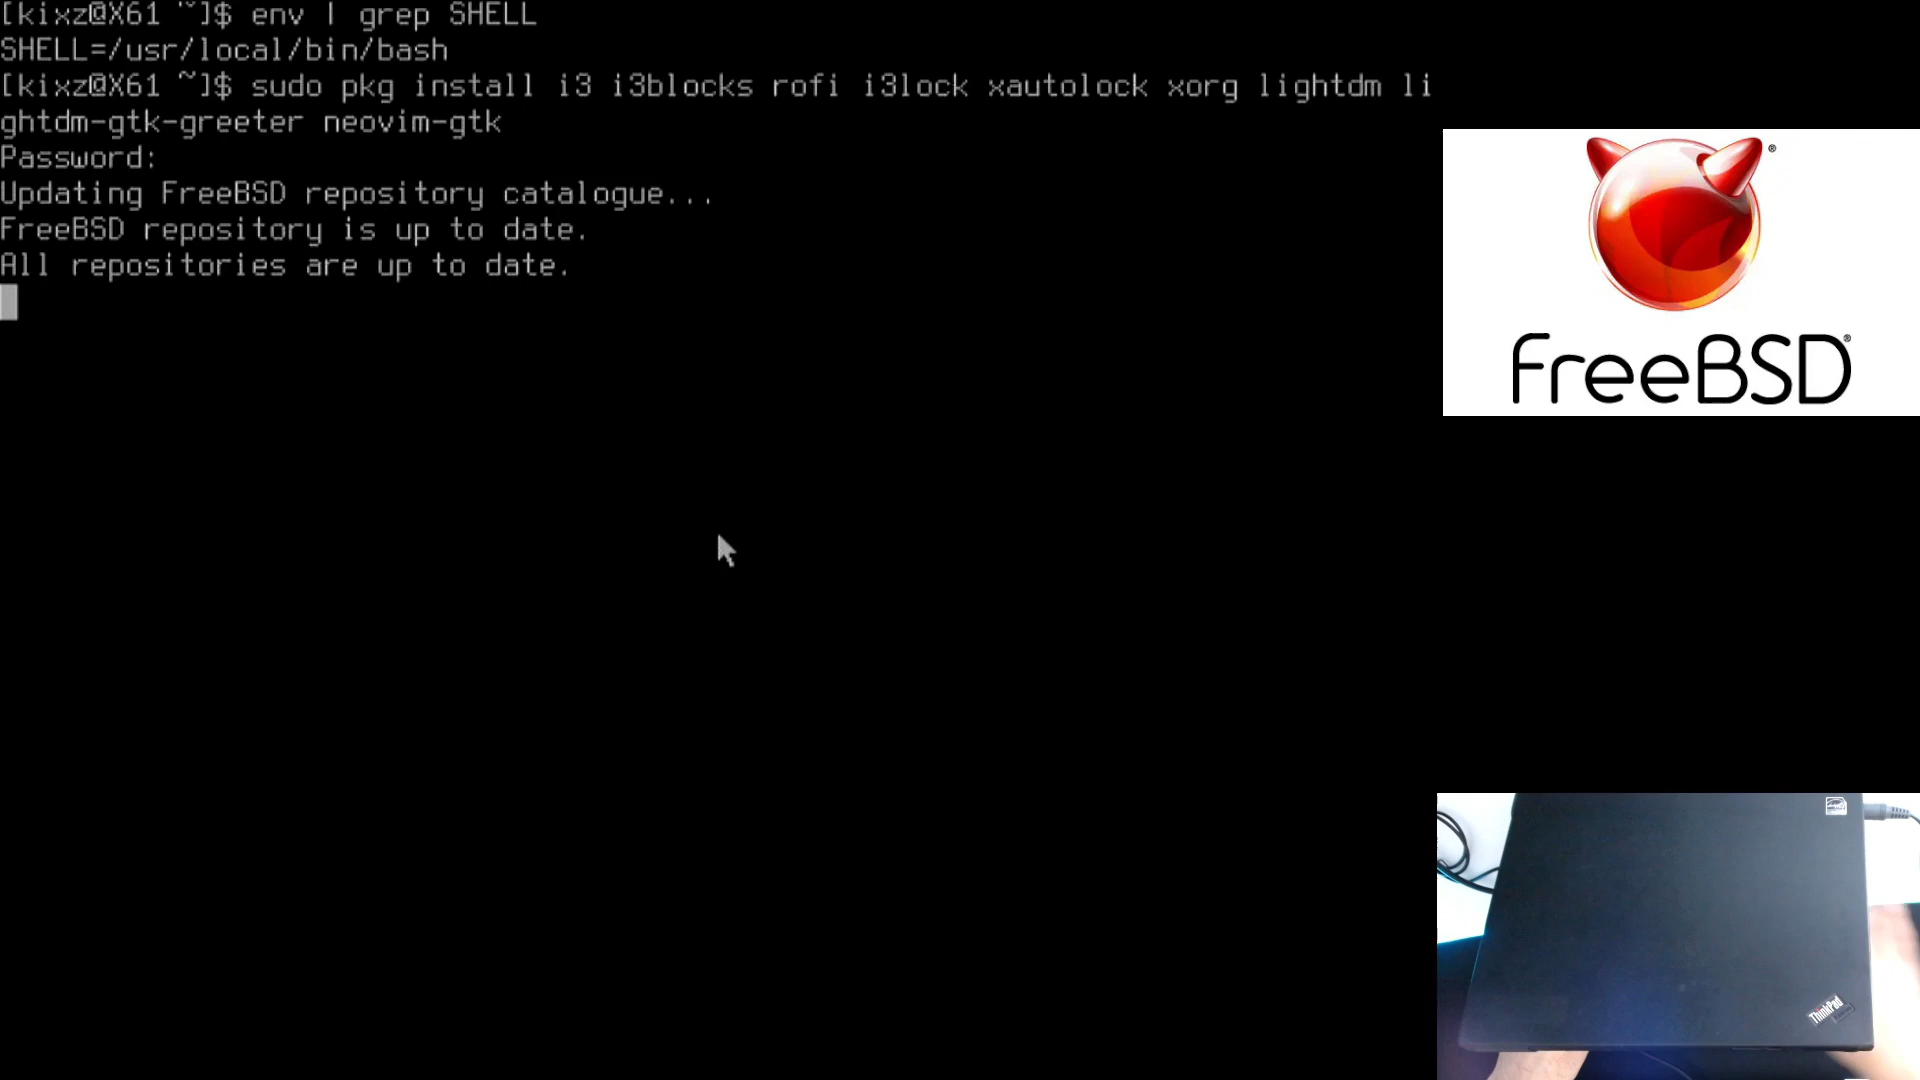 [kixz@X61 ~]$ env | grep SHELL
SHELL=/usr/local/bin/bash
[kixz@X61 ~]$ sudo pkg install i3 i3blocks rofi i3lock xautolock xorg lightdm li
ghtdm-gtk-greeter neovim-gtk
Password:
Updating FreeBSD repository catalogue...
FreeBSD repository is up to date.
All repositories are up to date.
®
FreeBSD®
ThinkPad